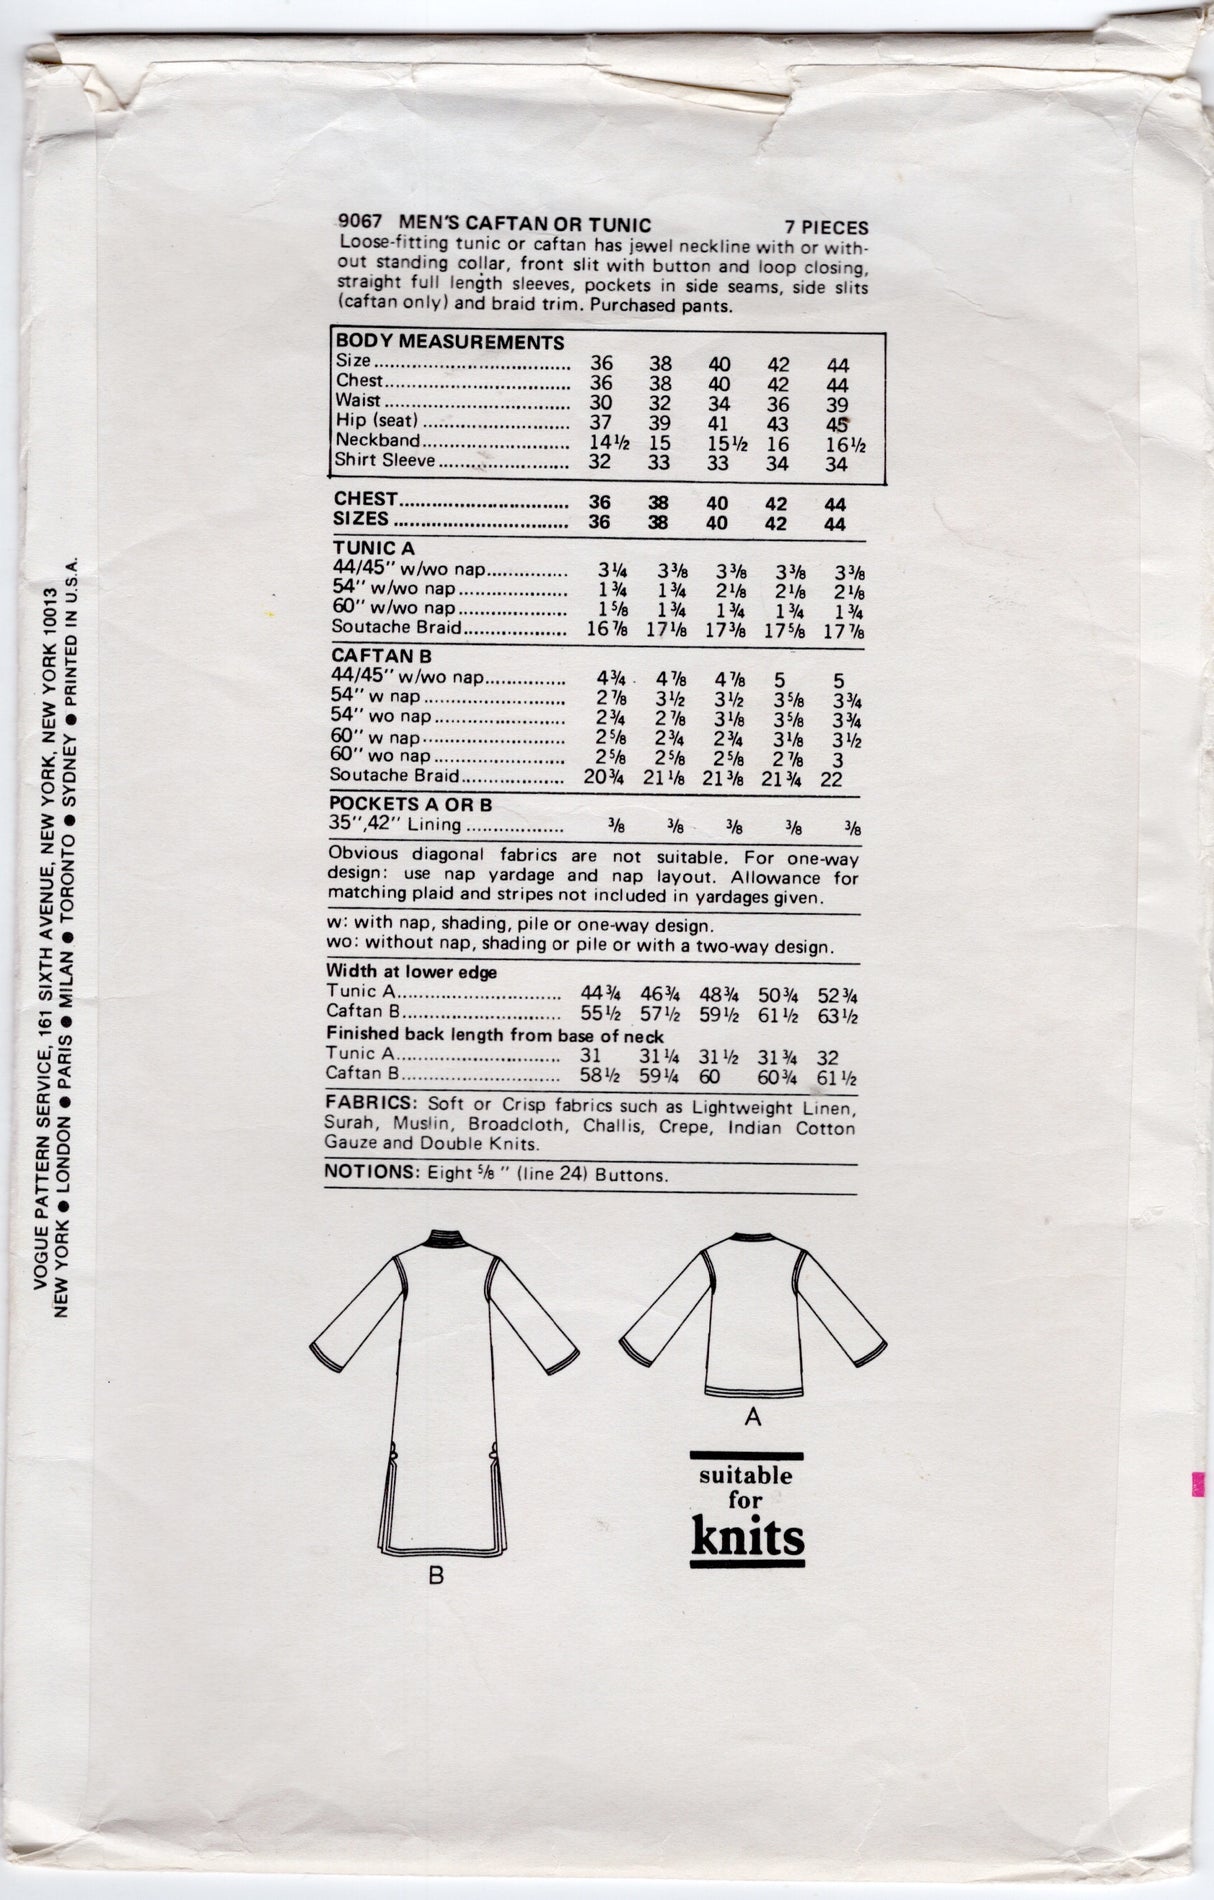 9067 MEN'S CAFTAN OR TUNIC 7 PIECES
Loose-fitting tunic or caftan has jewel neckline with or with-
out standing collar, front slit with button and loop closing,
straight full length sleeves, pockets in side seams, side slits
(caftan only) and braid trim. Purchased pants.
BODY MEASUREMENTS
Size.................................... 36 38 40 42 44
Chest.................................. 36 38 40 42 44
Waist.................................. 30 32 34 36 39
Hip (seat)........................... 37 39 41 43 45
Neckband........................... 14½ 15 15½ 16 16½
Shirt Sleeve........................ 32 33 33 34 34
CHEST............................... 36 38 40 42 44
SIZES................................ 36 38 40 42 44
TUNIC A
44/45" w/wo nap............... 3¼ 3⅜ 3⅜ 3⅜ 3⅜
54" w/wo nap.................... 1¾ 1¾ 2⅛ 2⅛ 2⅛
60" w/wo nap.................... 1⅝ 1¾ 1¾ 1¾ 1¾
Soutache Braid................... 16⅞ 17⅛ 17⅜ 17⅝ 17⅞
CAFTAN B
44/45" w/wo nap............... 4¾ 4⅞ 4⅞ 5 5
54" w nap.......................... 2⅞ 3½ 3½ 3⅝ 3¾
54" wo nap........................ 2¾ 2⅞ 3⅛ 3⅝ 3¾
60" w nap.......................... 2⅝ 2¾ 2¾ 3⅛ 3½
60" wo nap........................ 2⅝ 2⅝ 2⅝ 2⅞ 3
Soutache Braid................... 20¾ 21⅛ 21⅜ 21¾ 22
POCKETS A OR B
35",42" Lining .................. ⅜ ⅜ ⅜ ⅜ ⅜
Obvious diagonal fabrics are not suitable. For one-way
design: use nap yardage and nap layout. Allowance for
matching plaid and stripes not included in yardages given.
w: with nap, shading, pile or one-way design.
wo: without nap, shading or pile or with a two-way design.
Width at lower edge
Tunic A.............................. 44¾ 46¾ 48¾ 50¾ 52¾
Caftan B............................. 55½ 57½ 59½ 61½ 63½
Finished back length from base of neck
Tunic A.............................. 31 31¼ 31½ 31¾ 32
Caftan B............................. 58½ 59¼ 60 60¾ 61½
FABRICS: Soft or Crisp fabrics such as Lightweight Linen,
Surah, Muslin, Broadcloth, Challis, Crepe, Indian Cotton
Gauze and Double Knits.
NOTIONS: Eight ⅝" (line 24) Buttons.
B
A
suitable
for
knits
VOGUE PATTERN SERVICE, 161 SIXTH AVENUE, NEW YORK, NEW YORK 10013
NEW YORK ● LONDON ● PARIS ● MILAN ● TORONTO ● SYDNEY ● PRINTED IN U.S.A.